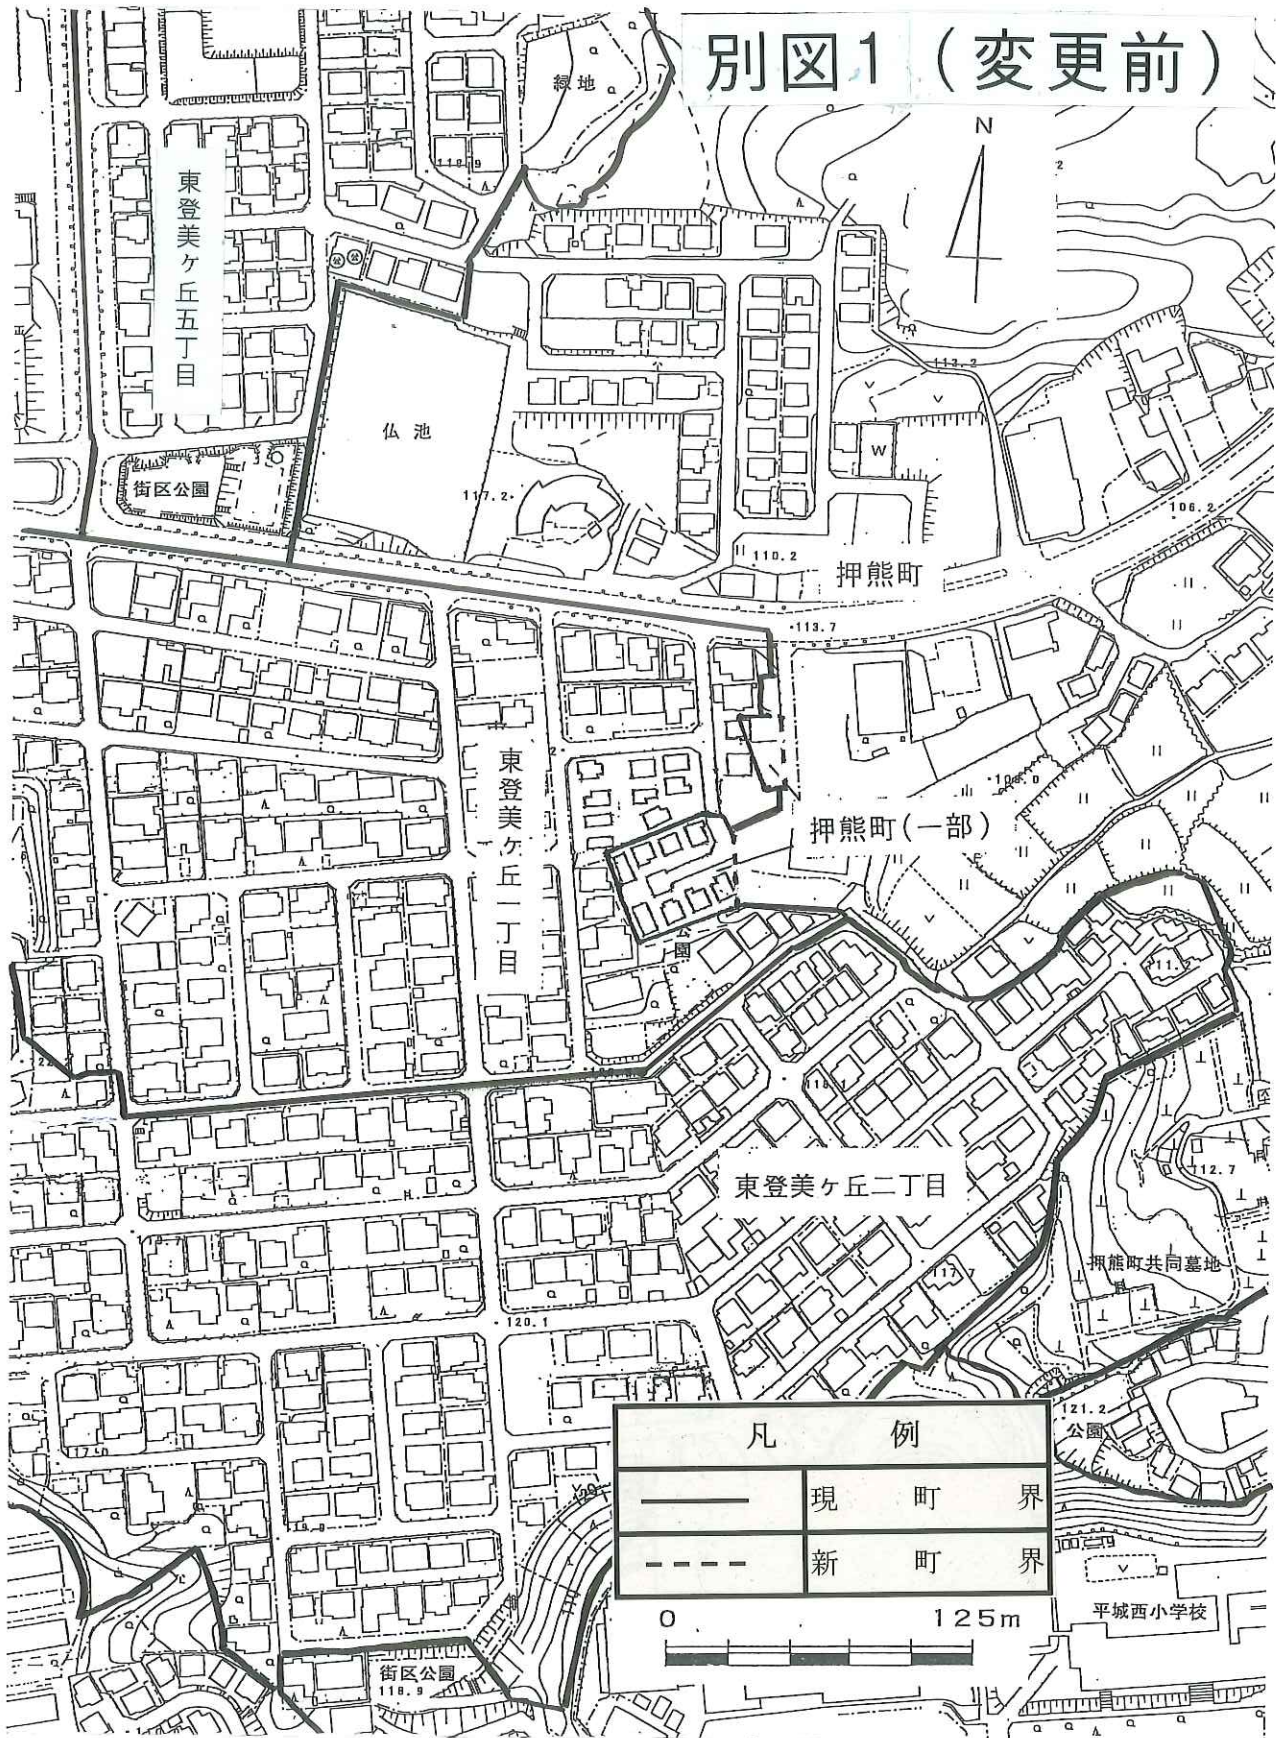 別図1（変更前）
緑地
N
118.9
東登美ヶ丘五丁目
113.2
仏池
W
街区公園
117.2
106.2
110.2
押熊町
113.7
東登美ヶ丘一丁目
押熊町(一部)
公園
東登美ヶ丘二丁目
112.7
押熊町共同墓地
117.7
120.1
121.2
公園
凡例
現町界
新町界
0 125m
平城西小学校
街区公園
118.9